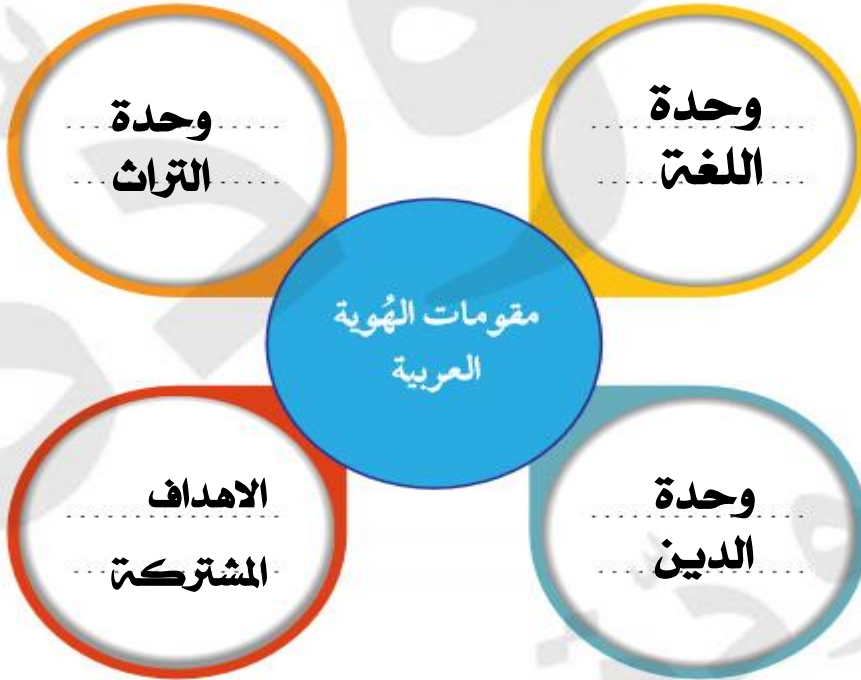 وحدة
اللغة
وحدة
التراث
مقومات الهُوية
العربية
وحدة
الدين
الاهداف
المشتركة